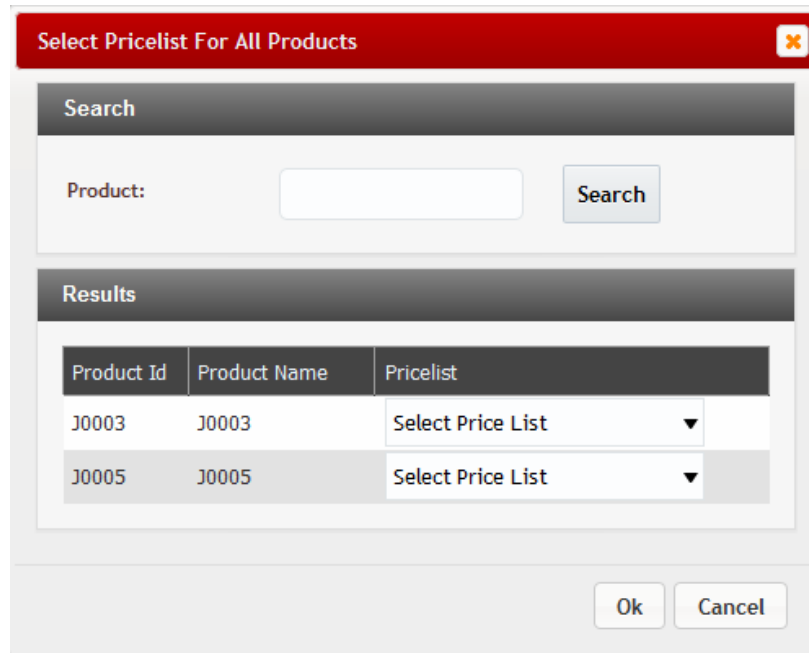 Select Pricelist For All Products
Search
Product:
Search
Results
Product Id Product Name Pricelist
J0003 J0003 Select Price List
J0005 J0005 Select Price List
Ok Cancel